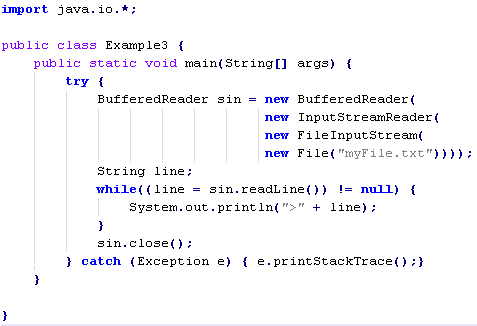 import java.io.*;
public class Example3 {
public static void main(String[] args) {
try {
BufferedReader sin = new BufferedReader(
new InputStreamReader(
new FileInputStream(
new File("myFile.txt"))));
String line;
while((line = sin.readLine()) != null) {
System.out.println(">" + line);
}
sin.close();
} catch (Exception e) { e.printStackTrace();}
}
}